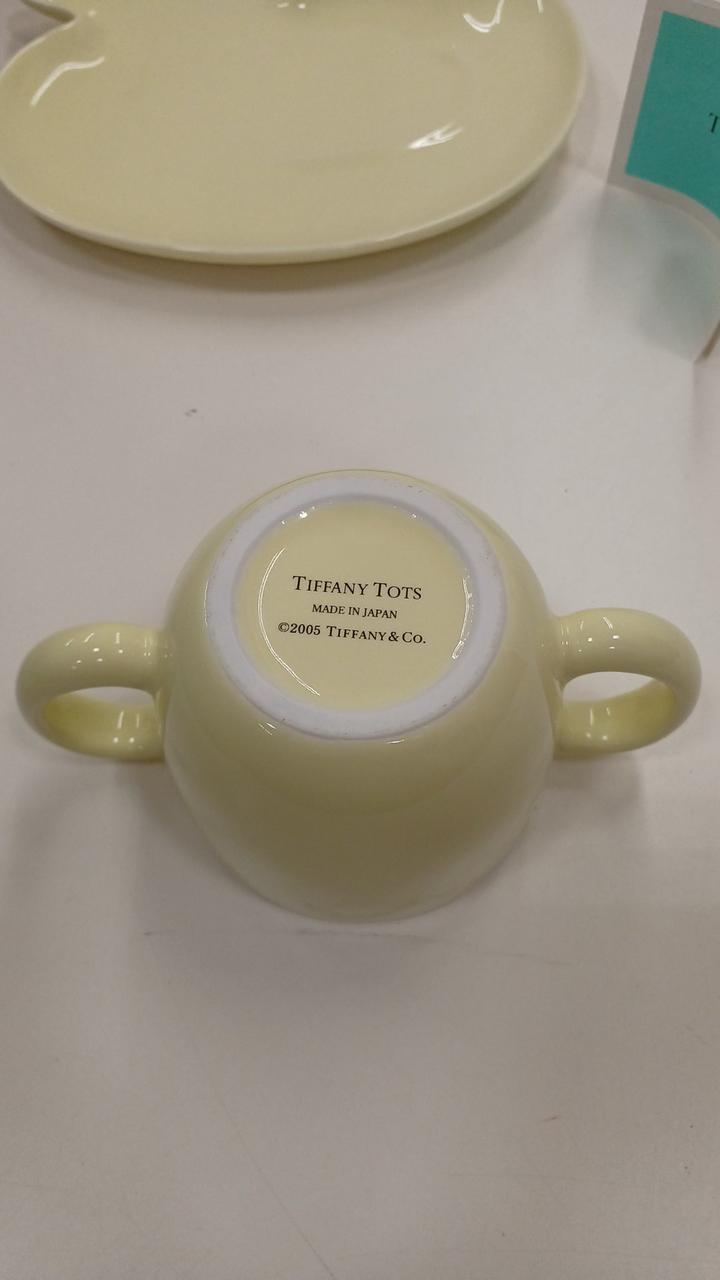 TIFFANY TOTS
MADE IN JAPAN
©2005 TIFFANY & CO.